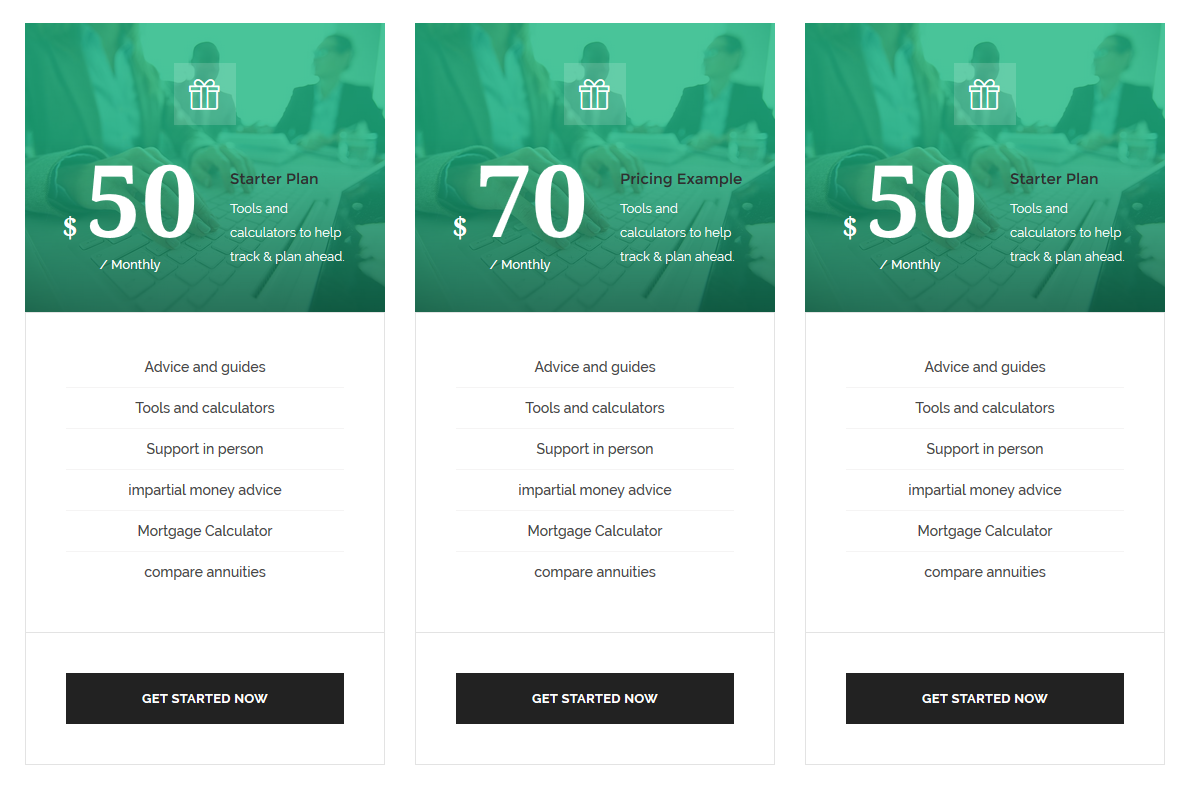 $ 50
/ Monthly
Starter Plan
Tools and
calculators to help
track & plan ahead.
Advice and guides
Tools and calculators
Support in person
impartial money advice
Mortgage Calculator
compare annuities
GET STARTED NOW
$ 70
/ Monthly
Pricing Example
Tools and
calculators to help
track & plan ahead.
Advice and guides
Tools and calculators
Support in person
impartial money advice
Mortgage Calculator
compare annuities
GET STARTED NOW
$ 50
/ Monthly
Starter Plan
Tools and
calculators to help
track & plan ahead.
Advice and guides
Tools and calculators
Support in person
impartial money advice
Mortgage Calculator
compare annuities
GET STARTED NOW